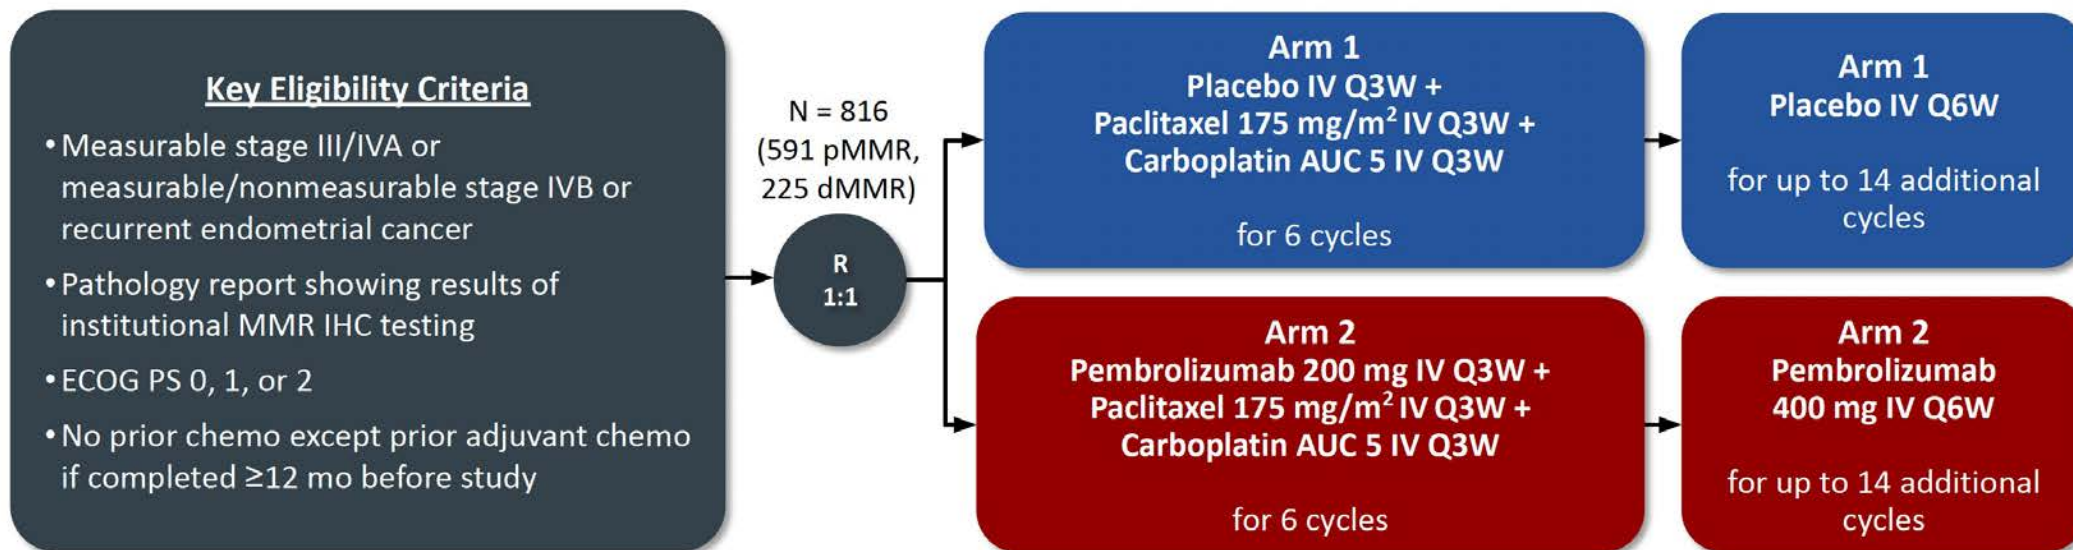 Key Eligibility Criteria
• Measurable stage III/IVA or
measurable/nonmeasurable stage IVB or
recurrent endometrial cancer
• Pathology report showing results of
institutional MMR IHC testing
• ECOG PS 0, 1, or 2
• No prior chemo except prior adjuvant chemo
if completed ≥12 mo before study
N = 816
(591 pMMR,
225 dMMR)
R
1:1
Arm 1
Placebo IV Q3W +
Paclitaxel 175 mg/m² IV Q3W +
Carboplatin AUC 5 IV Q3W
for 6 cycles
Arm 1
Placebo IV Q6W
for up to 14 additional
cycles
Arm 2
Pembrolizumab 200 mg IV Q3W +
Paclitaxel 175 mg/m² IV Q3W +
Carboplatin AUC 5 IV Q3W
for 6 cycles
Arm 2
Pembrolizumab
400 mg IV Q6W
for up to 14 additional
cycles